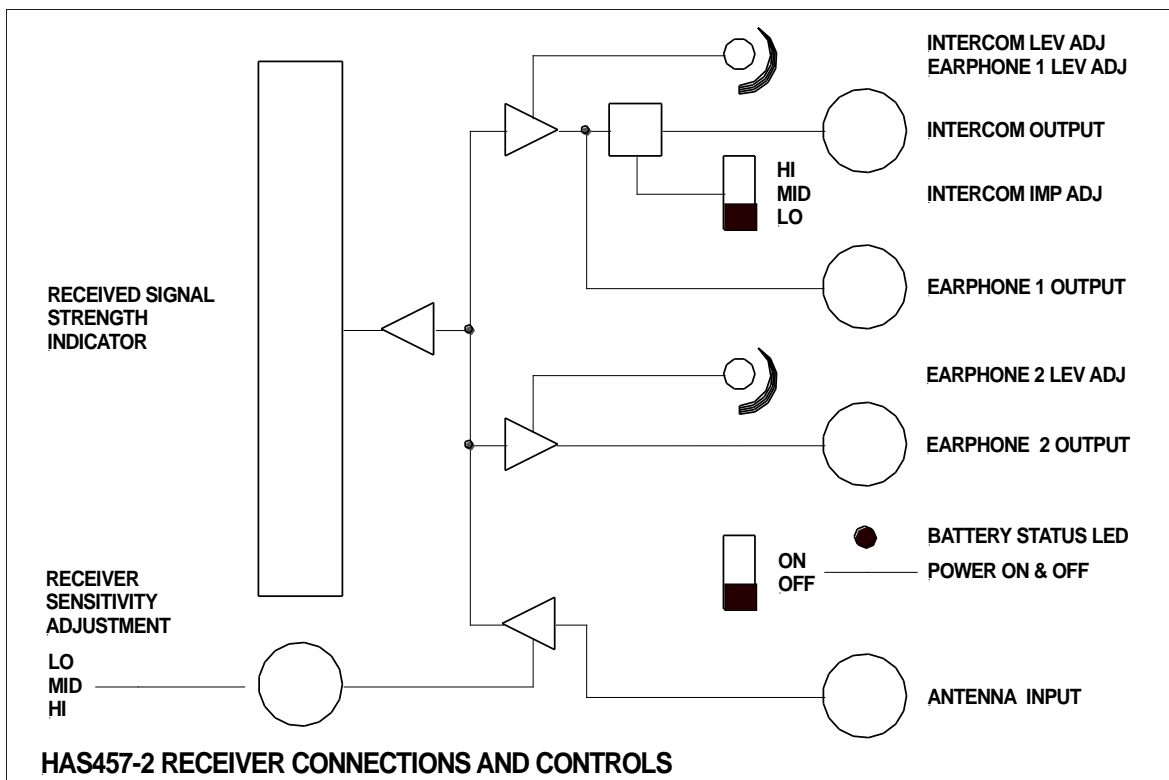 INTERCOM LEV ADJ
EARPHONE 1 LEV ADJ
INTERCOM OUTPUT
HI
MID
LO
INTERCOM IMP ADJ
EARPHONE 1 OUTPUT
RECEIVED SIGNAL
STRENGTH
INDICATOR
EARPHONE 2 LEV ADJ
EARPHONE 2 OUTPUT
BATTERY STATUS LED
ON
OFF
POWER ON & OFF
RECEIVER
SENSITIVITY
ADJUSTMENT
LO
MID
HI
ANTENNA INPUT
HAS457-2 RECEIVER CONNECTIONS AND CONTROLS